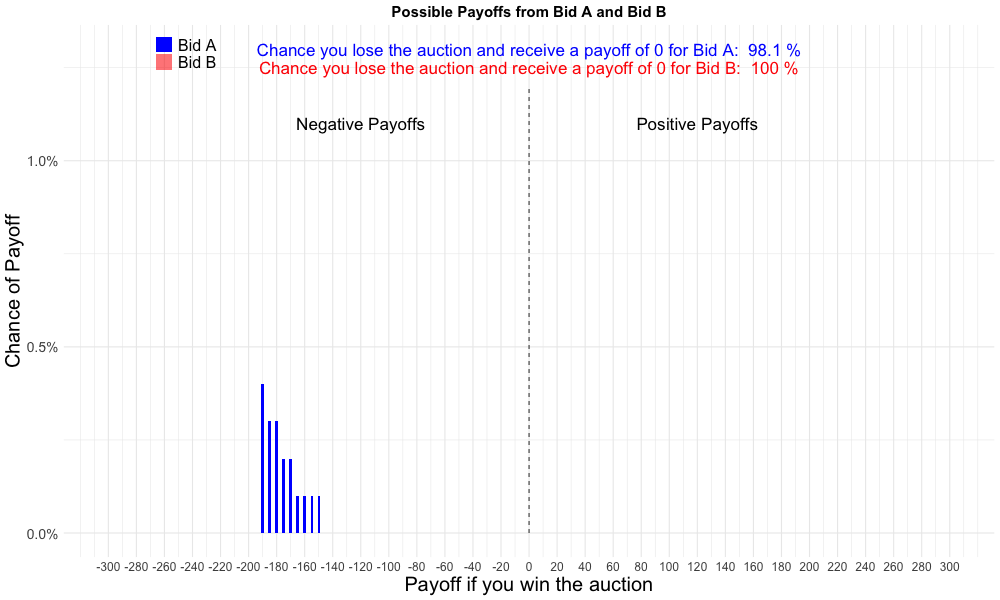 Possible Payoffs from Bid A and Bid B
Bid A
Bid B
Chance you lose the auction and receive a payoff of 0 for Bid A:  98.1 %
Chance you lose the auction and receive a payoff of 0 for Bid B:  100 %
Negative Payoffs
Positive Payoffs
Chance of Payoff
1.0%
0.5%
0.0%
-300 -280 -260 -240 -220 -200 -180 -160 -140 -120 -100 -80 -60 -40 -20 0 20 40 60 80 100 120 140 160 180 200 220 240 260 280 300
Payoff if you win the auction